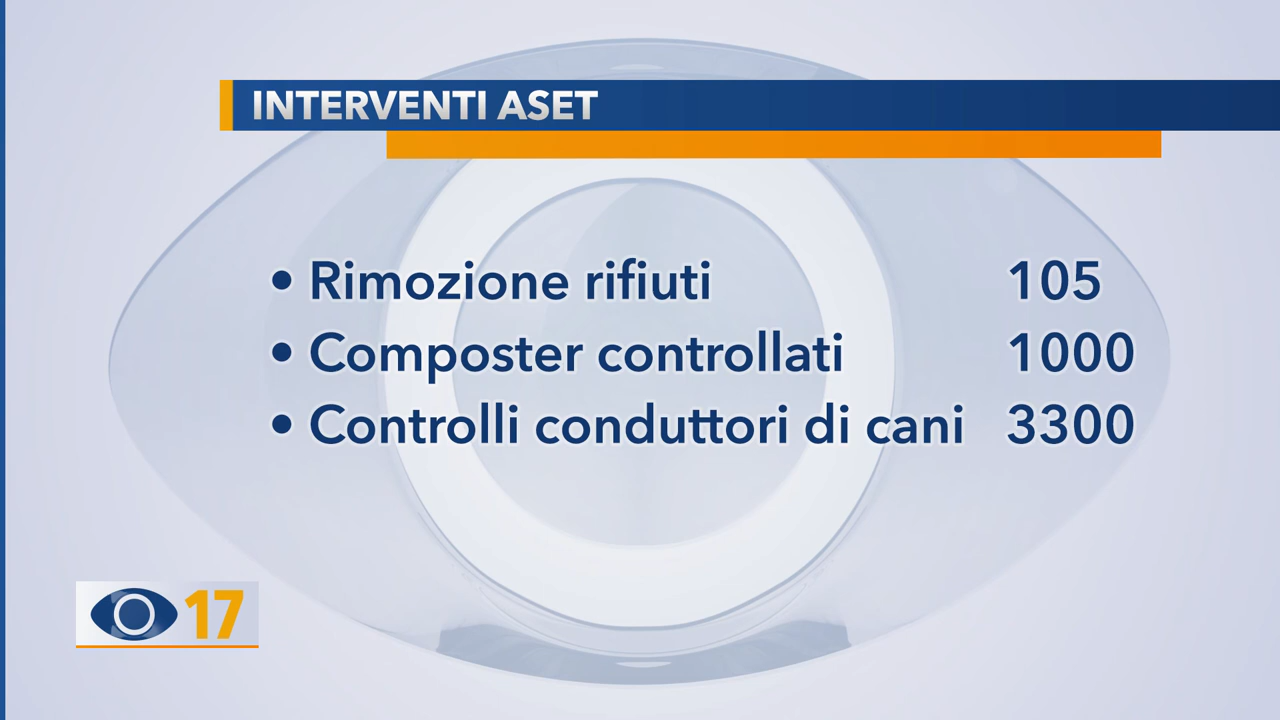 INTERVENTI ASET
• Rimozione rifiuti 105
• Composter controllati 1000
• Controlli conduttori di cani 3300
17